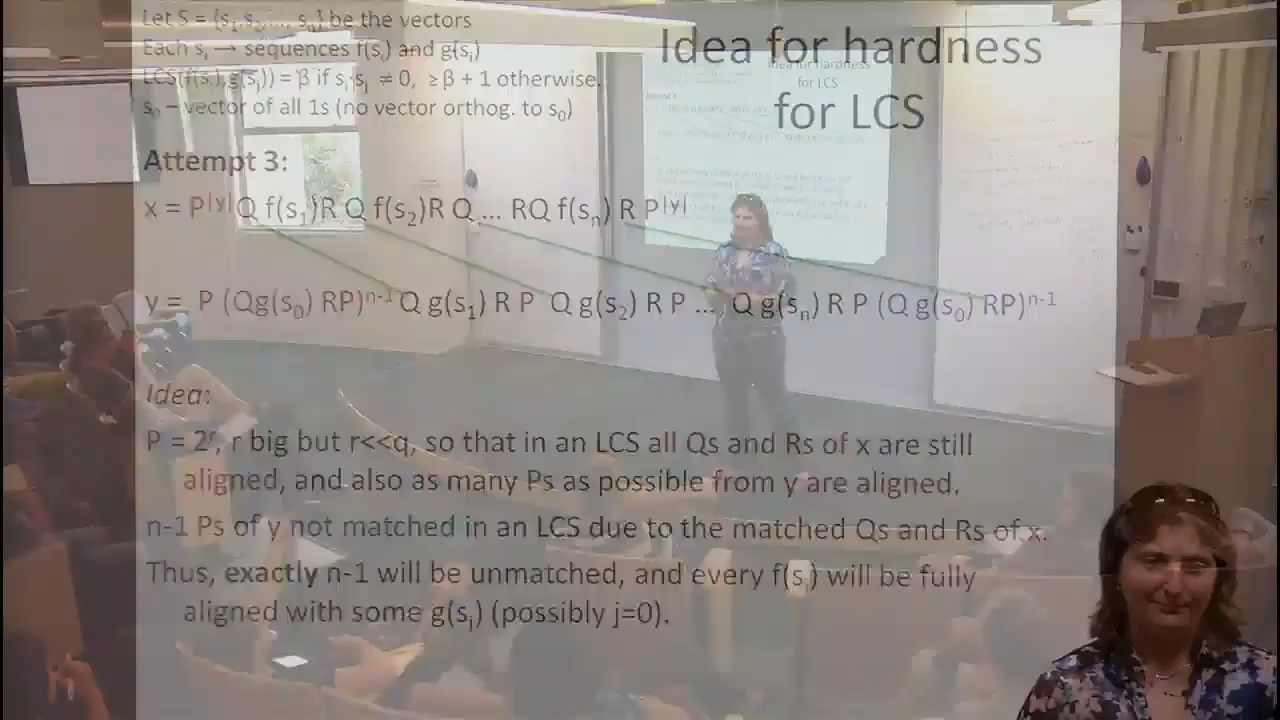 Let S = {s₁,s₂,..., sₙ} be the vectors
Idea for hardness
for LCS
Each sᵢ → sequences f(sᵢ) and g(sᵢ)
LCS(f(sᵢ),g(sⱼ)) = β if sᵢ·sⱼ ≠ 0, ≥ β + 1 otherwise.
s₀ – vector of all 1s (no vector orthog. to s₀)
Attempt 3:
x = P^|y| Q f(s₁)R Q f(s₂)R Q ... RQ f(sₙ) R P^|y|
y = P (Qg(s₀) RP)ⁿ⁻¹ Q g(s₁) R P Q g(s₂) R P ... Q g(sₙ) R P (Q g(s₀) RP)ⁿ⁻¹
Idea:
P = 2ʳ, r big but r<<q, so that in an LCS all Qs and Rs of x are still
aligned, and also as many Ps as possible from y are aligned.
n-1 Ps of y not matched in an LCS due to the matched Qs and Rs of x.
Thus, exactly n-1 will be unmatched, and every f(sᵢ) will be fully
aligned with some g(sⱼ) (possibly j=0).
Idea for hardness
for LCS